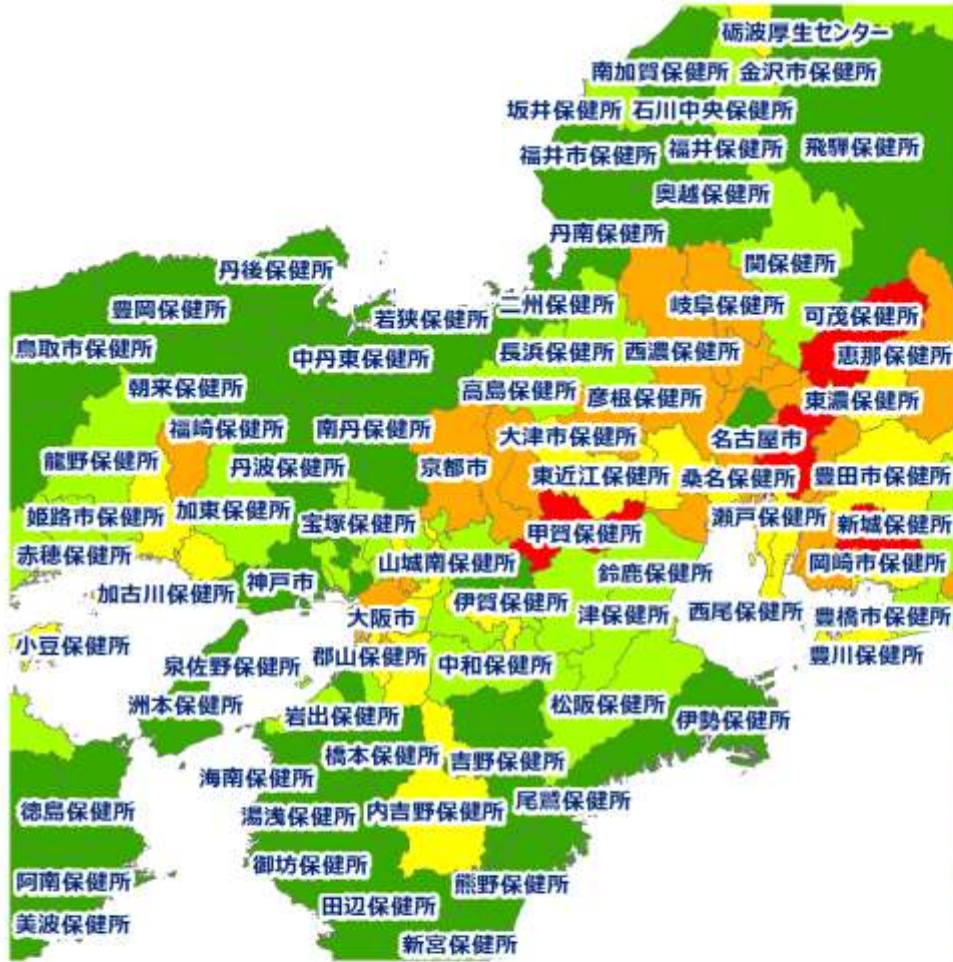 砺波厚生センター
南加賀保健所 金沢市保健所
坂井保健所 石川中央保健所
福井市保健所 福井保健所 飛騨保健所
奥越保健所
丹南保健所
丹後保健所 関保健所
豊岡保健所 若狭保健所 二州保健所 岐阜保健所 可茂保健所
鳥取市保健所 中丹東保健所 長浜保健所 西濃保健所 恵那保健所
朝来保健所 高島保健所 彦根保健所 東濃保健所
福崎保健所 南丹保健所 大津市保健所 名古屋市
龍野保健所 丹波保健所 京都市 東近江保健所 桑名保健所 豊田市保健所
姫路市保健所 加東保健所 宝塚保健所 甲賀保健所 瀬戸保健所 新城保健所
赤穂保健所 山城南保健所 鈴鹿保健所 岡崎市保健所
加古川保健所 神戸市 伊賀保健所
大阪市 津保健所 西尾保健所 豊橋市保健所
小豆保健所 泉佐野保健所 郡山保健所 中和保健所 豊川保健所
洲本保健所 岩出保健所 松阪保健所 伊勢保健所
橋本保健所 吉野保健所
海南保健所
徳島保健所 湯浅保健所 内吉野保健所 尾鷲保健所
御坊保健所
阿南保健所 熊野保健所
田辺保健所
美波保健所 新宮保健所